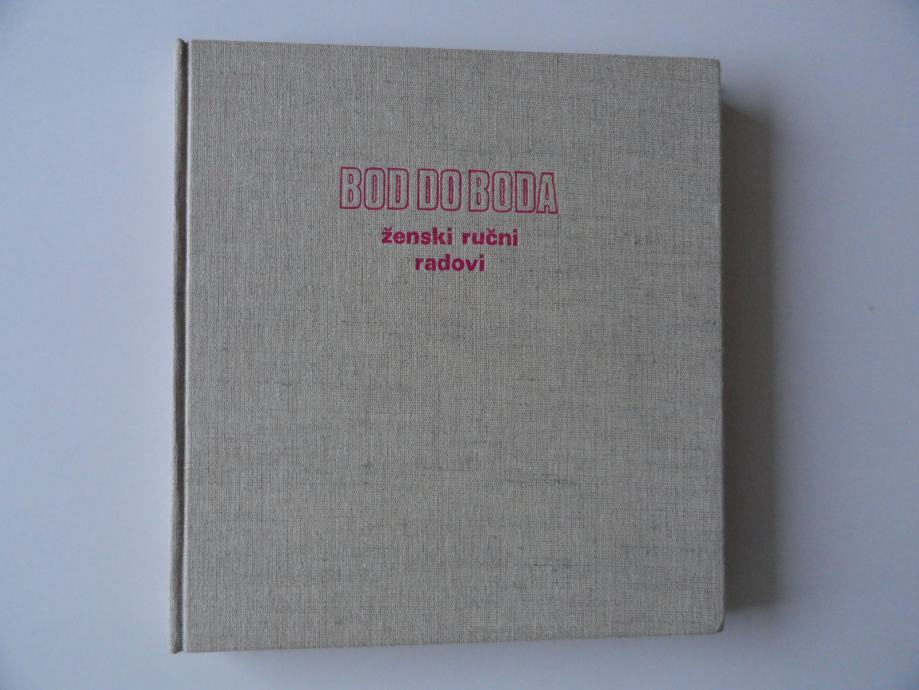 BOD DO BODA
ženski ručni
radovi